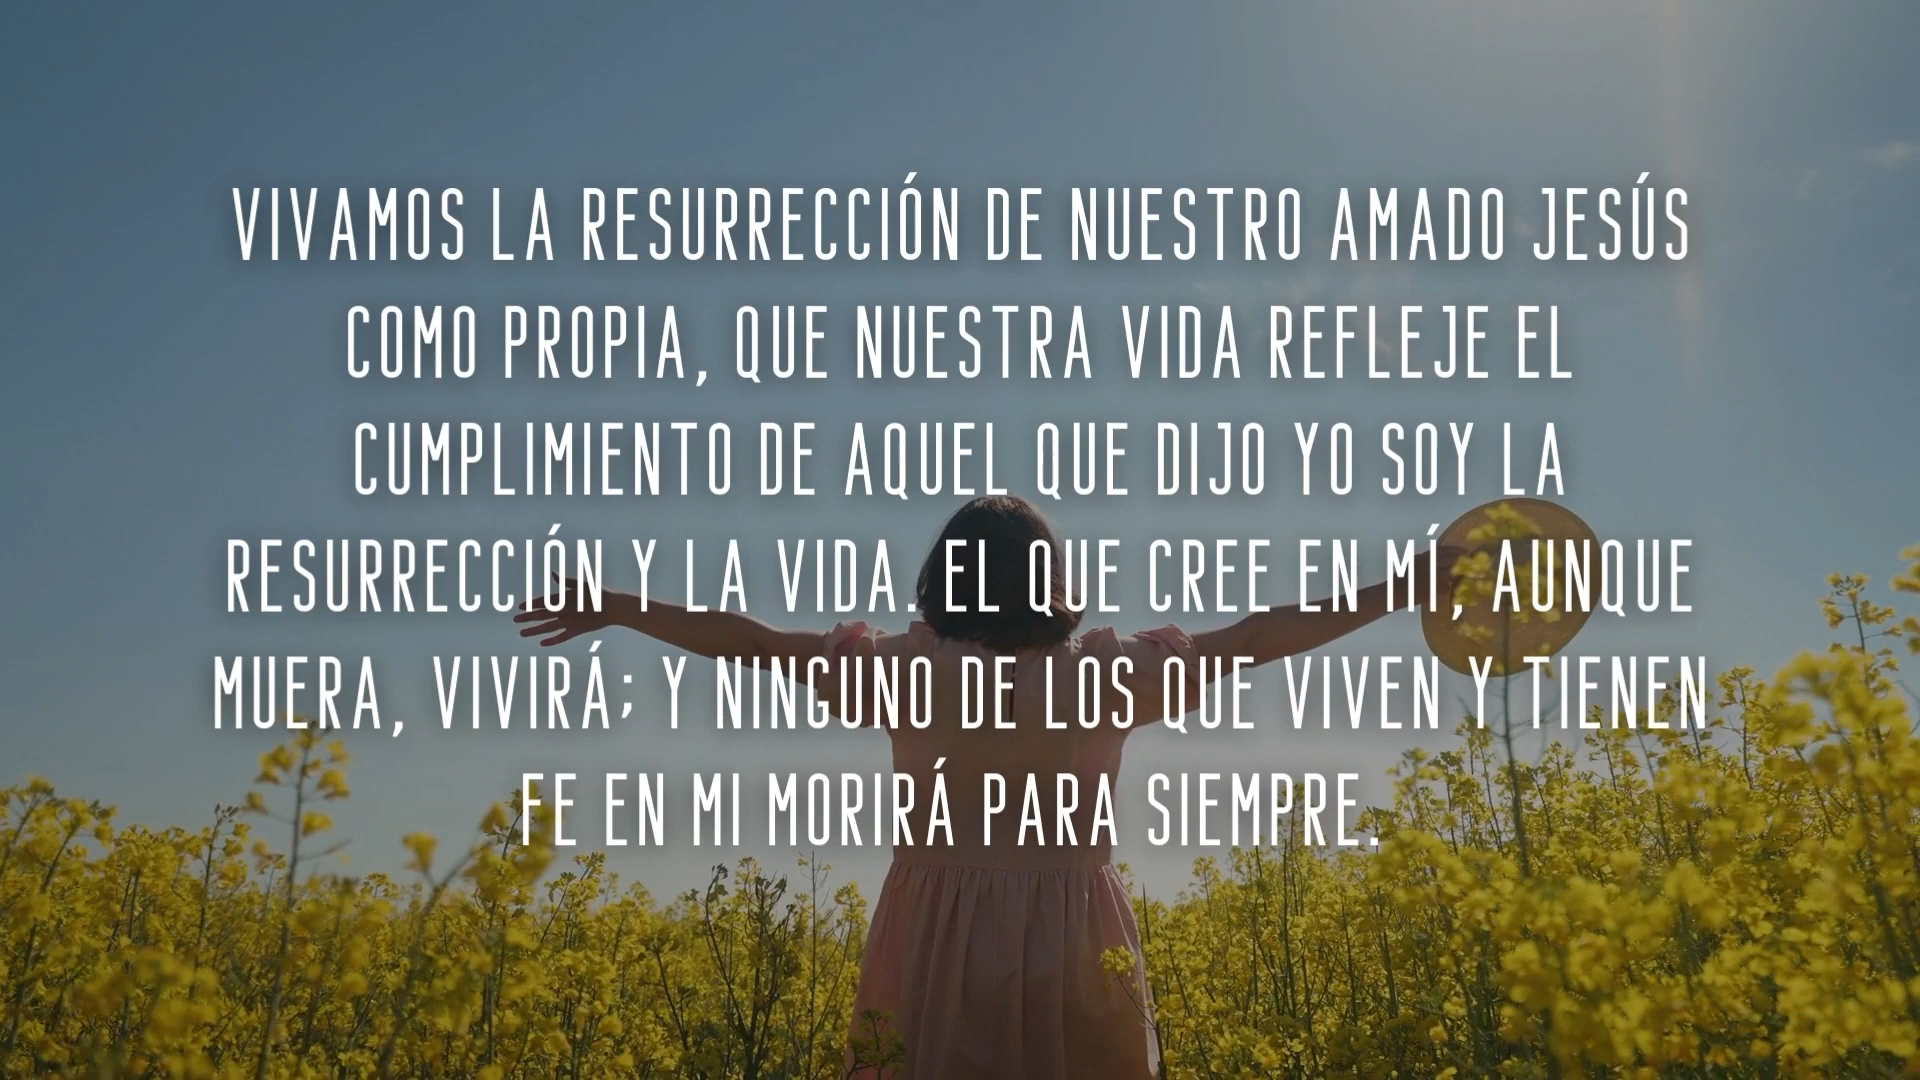 VIVAMOS LA RESURRECCIÓN DE NUESTRO AMADO JESÚS
COMO PROPIA, QUE NUESTRA VIDA REFLEJE EL
CUMPLIMIENTO DE AQUEL QUE DIJO YO SOY LA
RESURRECCIÓN Y LA VIDA. EL QUE CREE EN MÍ, AUNQUE
MUERA, VIVIRÁ; Y NINGUNO DE LOS QUE VIVEN Y TIENEN
FE EN MI MORIRÁ PARA SIEMPRE.